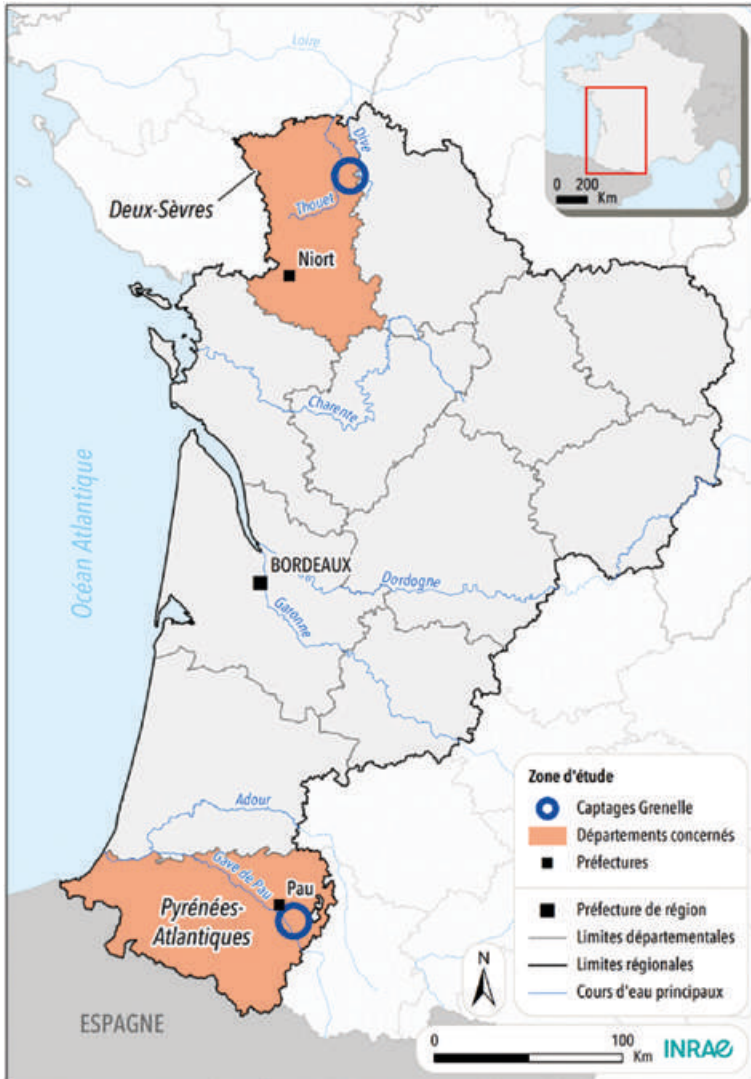 Loire
0 200
Km
Dive
Deux-Sèvres
Thouet
Niort
Charente
Océan Atlantique
BORDEAUX
Dordogne
Garonne
Adour
Gave de Pau
Pau
Pyrénées-
Atlantiques
ESPAGNE
Zone d'étude
Captages Grenelle
Départements concernés
Préfectures
Préfecture de région
Limites départementales
Limites régionales
Cours d'eau principaux
N
0 100
Km
INRAE